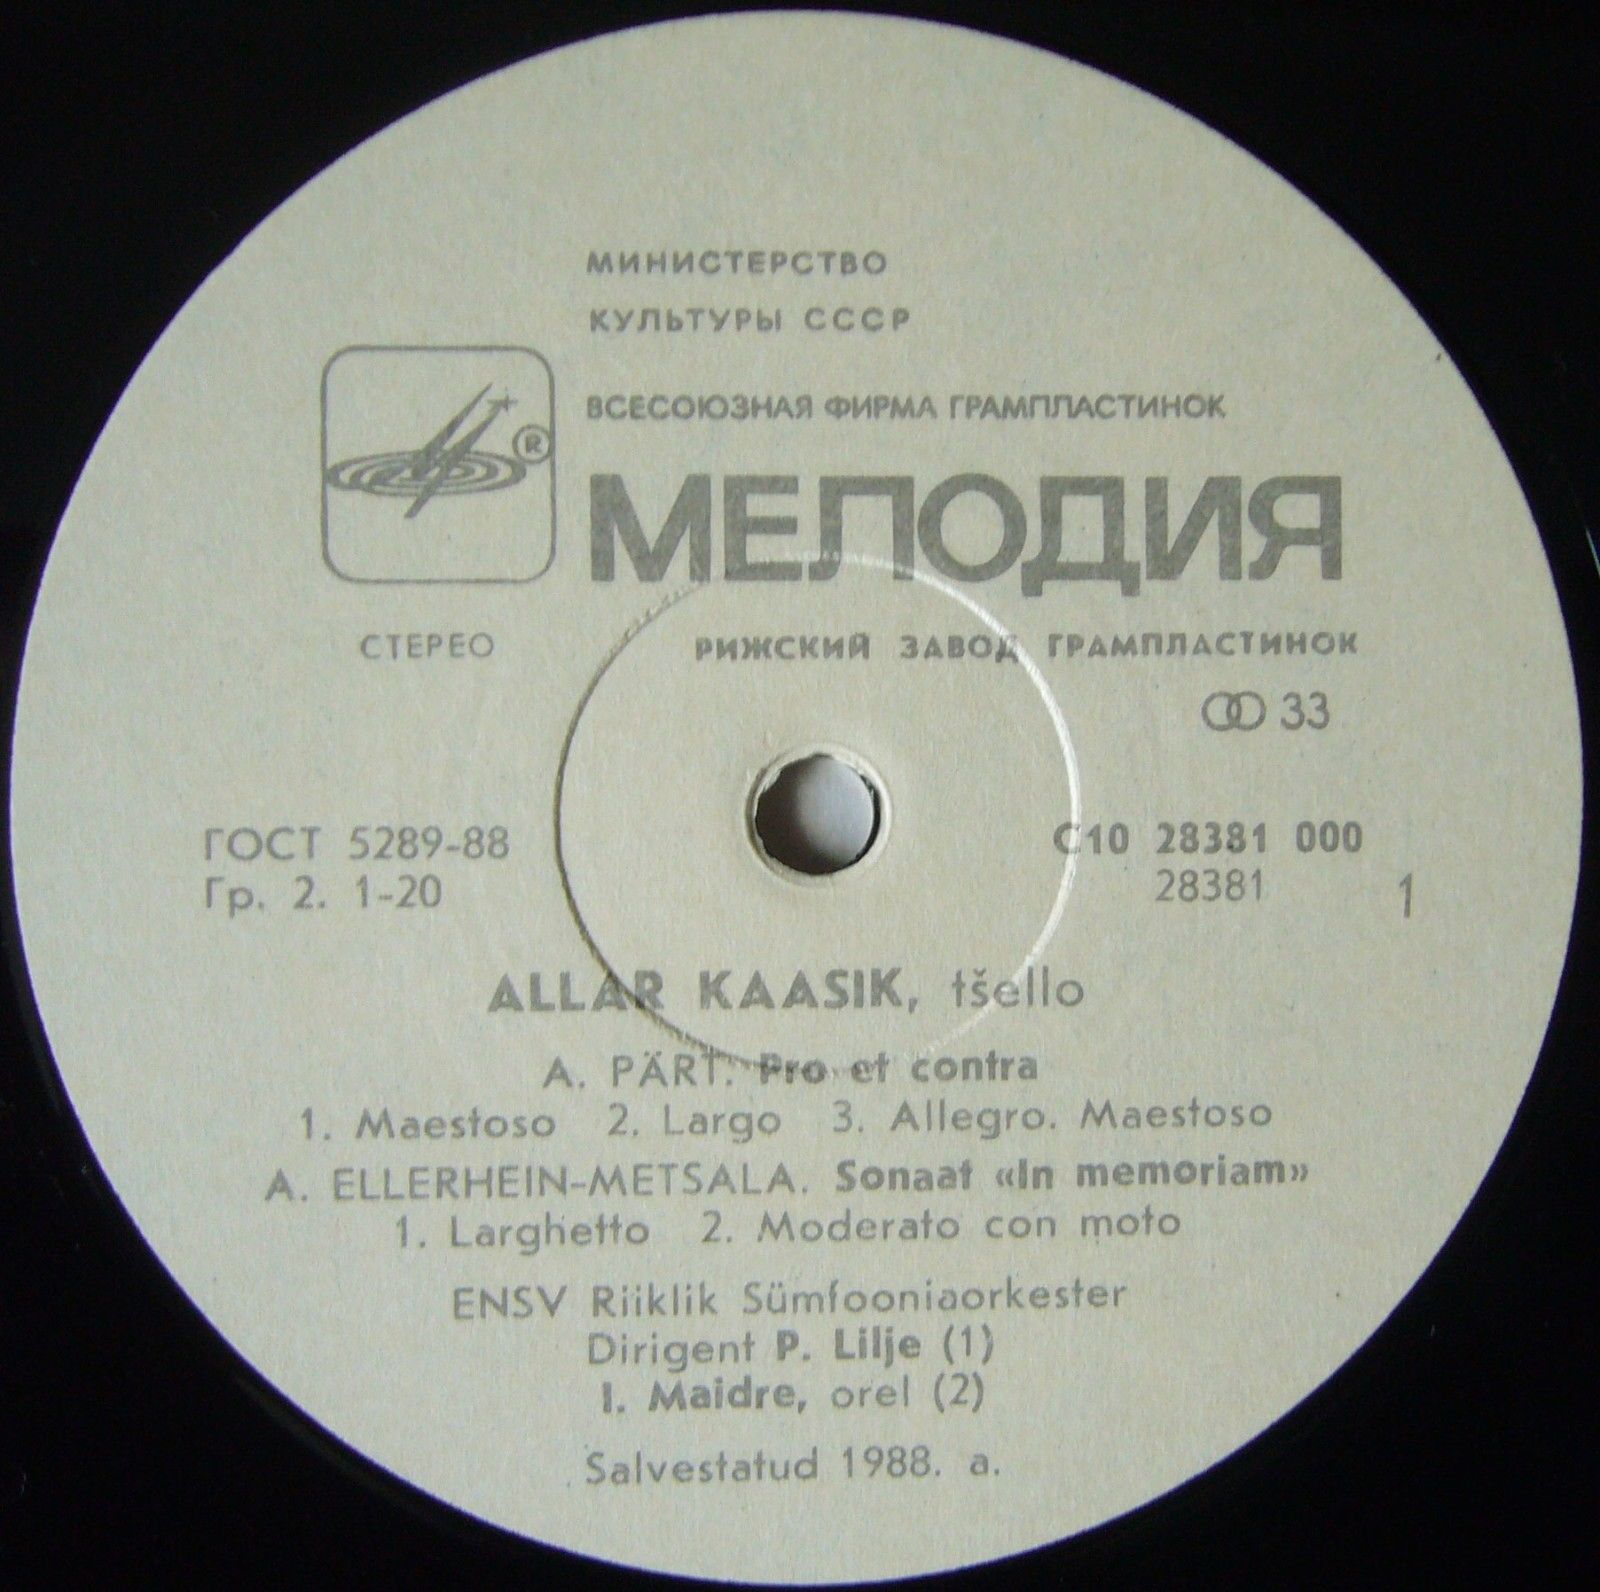 МИНИСТЕРСТВО
КУЛЬТУРЫ СССР
ВСЕСОЮЗНАЯ ФИРМА ГРАМПЛАСТИНОК
®
МЕЛОДИЯ
СТЕРЕО
РИЖСКИЙ ЗАВОД ГРАМПЛАСТИНОК
33
ГОСТ 5289-88
Гр. 2. 1-20
С10 28381 000
28381
1
ALLAR KAASIK, tšello
A. PÄRT. Pro et contra
1. Maestoso 2. Largo 3. Allegro. Maestoso
A. ELLERHEIN-METSALA. Sonaat «In memoriam»
1. Larghetto 2. Moderato con moto
ENSV Riiklik Sümfooniaorkester
Dirigent P. Lilje (1)
I. Maidre, orel (2)
Salvestatud 1988. a.